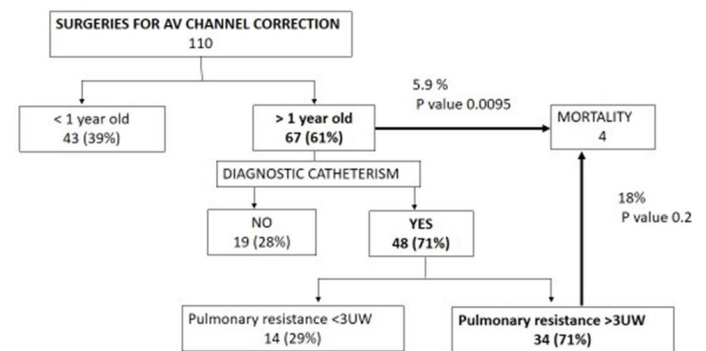 SURGERIES FOR AV CHANNEL CORRECTION
110
5.9 %
P value 0.0095
< 1 year old
43 (39%)
> 1 year old
67 (61%)
MORTALITY
4
DIAGNOSTIC CATHETERISM
18%
P value 0.2
NO
19 (28%)
YES
48 (71%)
Pulmonary resistance <3UW
14 (29%)
Pulmonary resistance >3UW
34 (71%)